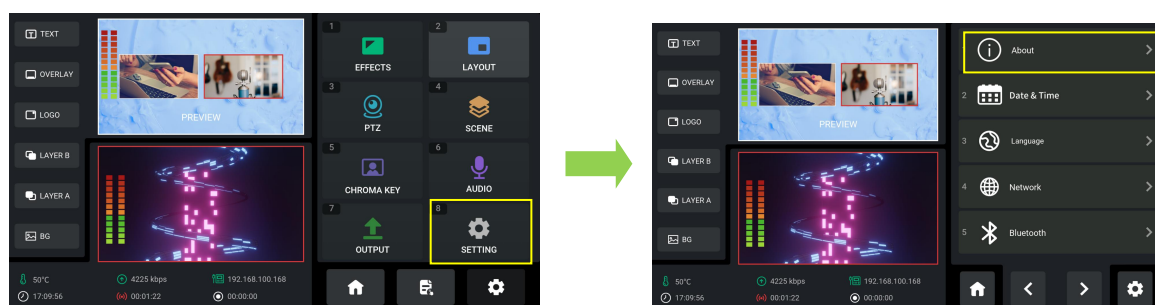 TEXT
OVERLAY
LOGO
LAYER B
LAYER A
BG
PREVIEW
1
EFFECTS
2
LAYOUT
3
PTZ
4
SCENE
5
CHROMA KEY
6
AUDIO
7
OUTPUT
8
SETTING
50°C
4225 kbps
192.168.100.168
17:09:56
00:01:22
00:00:00
TEXT
OVERLAY
LOGO
LAYER B
LAYER A
BG
PREVIEW
About
2 Date & Time
3 Language
4 Network
5 Bluetooth
50°C
4225 kbps
192.168.100.168
17:09:56
00:01:22
00:00:00